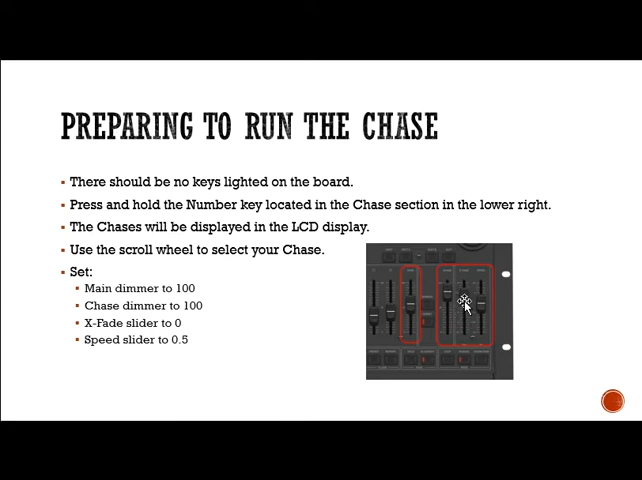 PREPARING TO RUN THE CHASE
There should be no keys lighted on the board.
Press and hold the Number key located in the Chase section in the lower right.
The Chases will be displayed in the LCD display.
Use the scroll wheel to select your Chase.
Set:
Main dimmer to 100
Chase dimmer to 100
X-Fade slider to 0
Speed slider to 0.5